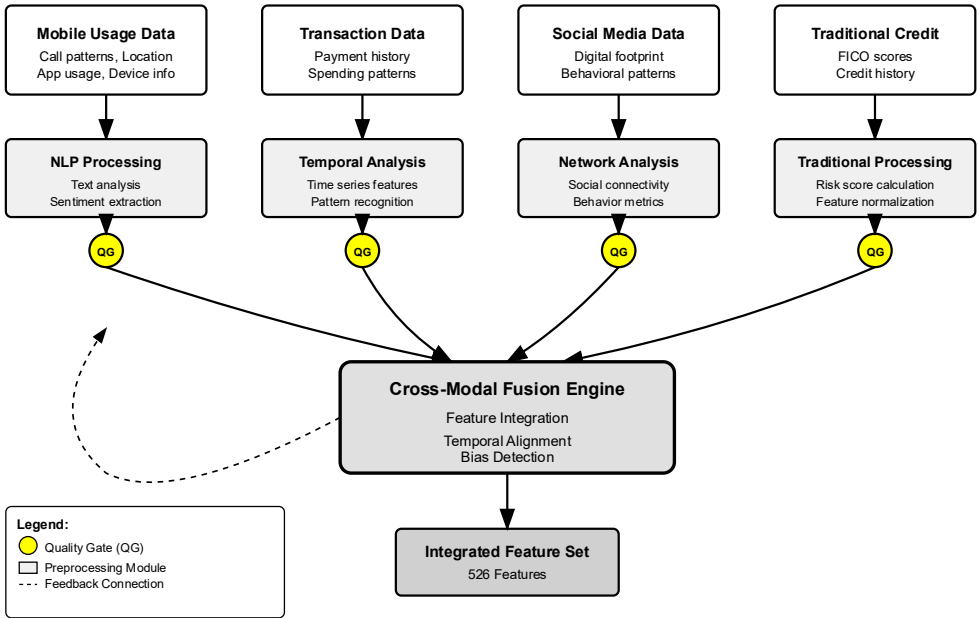 Mobile Usage Data
Call patterns, Location
App usage, Device info
Transaction Data
Payment history
Spending patterns
Social Media Data
Digital footprint
Behavioral patterns
Traditional Credit
FICO scores
Credit history
NLP Processing
Text analysis
Sentiment extraction
Temporal Analysis
Time series features
Pattern recognition
Network Analysis
Social connectivity
Behavior metrics
Traditional Processing
Risk score calculation
Feature normalization
QG
QG
QG
QG
Cross-Modal Fusion Engine
Feature Integration
Temporal Alignment
Bias Detection
Integrated Feature Set
526 Features
Legend:
Quality Gate (QG)
Preprocessing Module
Feedback Connection